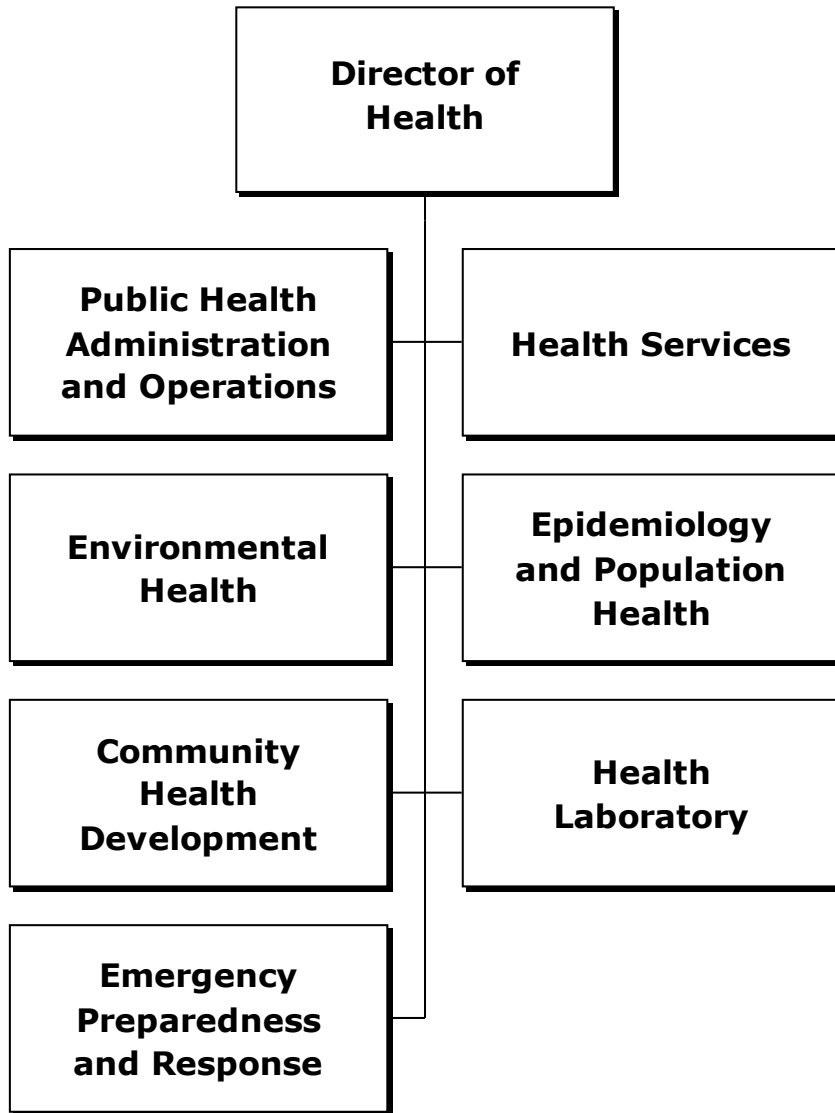 Director of
Health
Public Health
Administration
and Operations
Health Services
Environmental
Health
Epidemiology
and Population
Health
Community
Health
Development
Health
Laboratory
Emergency
Preparedness
and Response